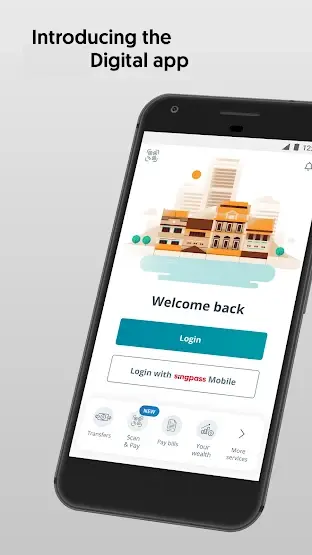 Introducing the
Digital app
12:
Welcome back
Login
Login with singpass Mobile
NEW
Transfers
Scan
& Pay
Pay bills
Your
wealth
More
services